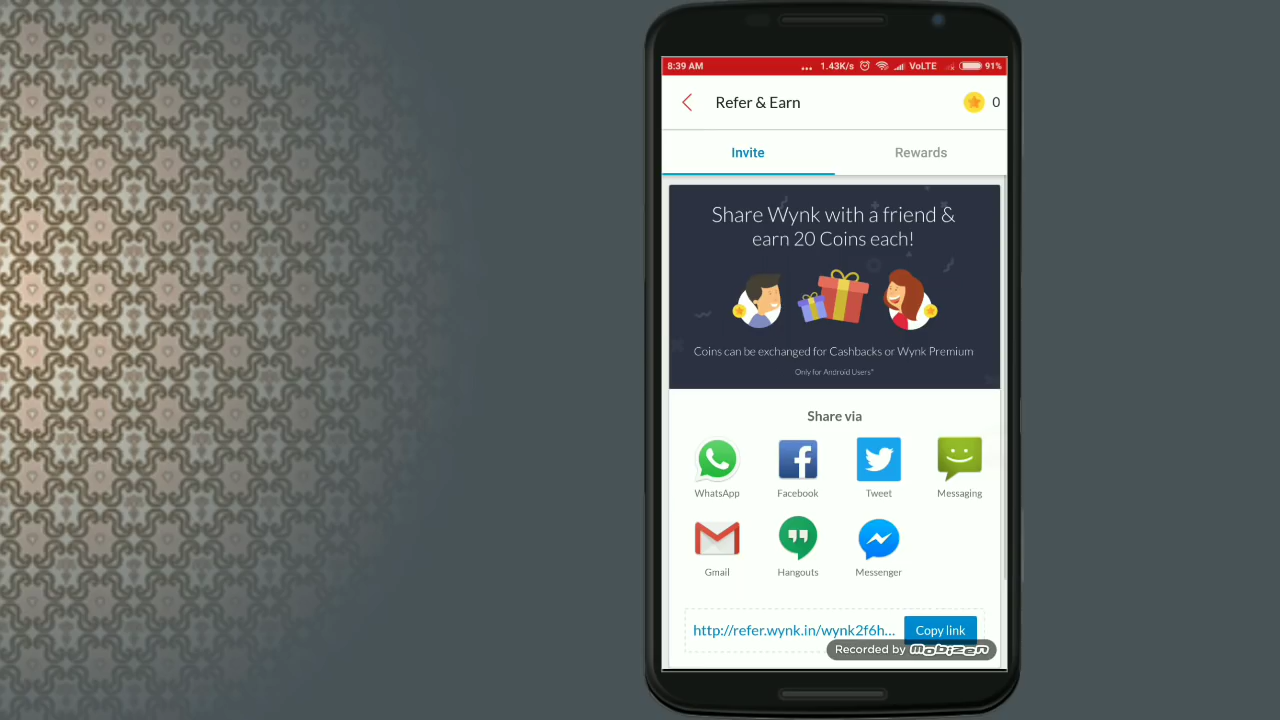 8:39 AM ... 1.43K/s VoLTE 91%
Refer & Earn 0
Invite Rewards
Share Wynk with a friend &
earn 20 Coins each!
Coins can be exchanged for Cashbacks or Wynk Premium
Only for Android Users*
Share via
WhatsApp Facebook Tweet Messaging
Gmail Hangouts Messenger
http://refer.wynk.in/wynk2f6h... Copy link
Recorded by mobizen